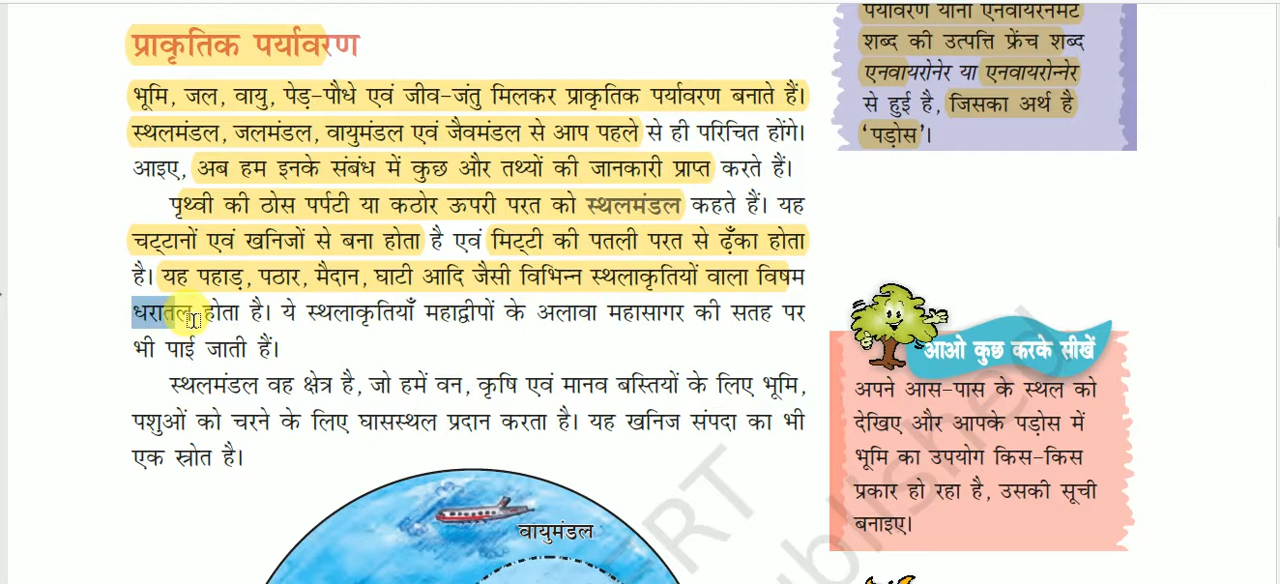 प्राकृतिक पर्यावरण
भूमि, जल, वायु, पेड़-पौधे एवं जीव-जंतु मिलकर प्राकृतिक पर्यावरण बनाते हैं।
स्थलमंडल, जलमंडल, वायुमंडल एवं जैवमंडल से आप पहले से ही परिचित होंगे।
आइए, अब हम इनके संबंध में कुछ और तथ्यों की जानकारी प्राप्त करते हैं।
पृथ्वी की ठोस पर्पटी या कठोर ऊपरी परत को स्थलमंडल कहते हैं। यह
चट्टानों एवं खनिजों से बना होता है एवं मिट्टी की पतली परत से ढँका होता
है। यह पहाड़, पठार, मैदान, घाटी आदि जैसी विभिन्न स्थलाकृतियों वाला विषम
धरातल होता है। ये स्थलाकृतियाँ महाद्वीपों के अलावा महासागर की सतह पर
भी पाई जाती हैं।
स्थलमंडल वह क्षेत्र है, जो हमें वन, कृषि एवं मानव बस्तियों के लिए भूमि,
पशुओं को चरने के लिए घासस्थल प्रदान करता है। यह खनिज संपदा का भी
एक स्रोत है।
वायुमंडल
पर्यावरण यानी एनवायरनमेंट
शब्द की उत्पत्ति फ्रेंच शब्द
एनवायरोनेर या एनवायरोन्नेर
से हुई है, जिसका अर्थ है
‘पड़ोस’।
आओ कुछ करके सीखें
अपने आस-पास के स्थल को
देखिए और आपके पड़ोस में
भूमि का उपयोग किस-किस
प्रकार हो रहा है, उसकी सूची
बनाइए।